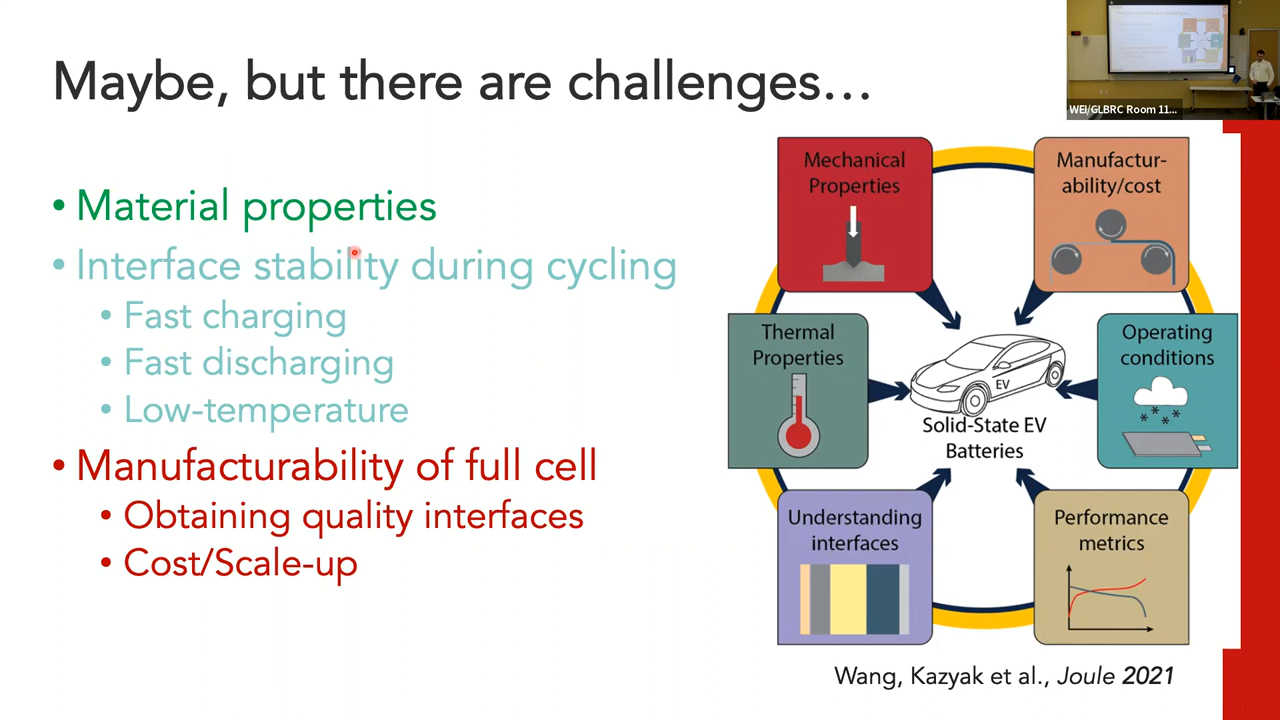 Maybe, but there are challenges…
WEI/GLBRC Room 11...
• Material properties
• Interface stability during cycling
• Fast charging
• Fast discharging
• Low-temperature
• Manufacturability of full cell
• Obtaining quality interfaces
• Cost/Scale-up
Mechanical
Properties
Manufactur-
ability/cost
Thermal
Properties
Operating
conditions
EV
Solid-State EV
Batteries
Understanding
interfaces
Performance
metrics
Wang, Kazyak et al., Joule 2021